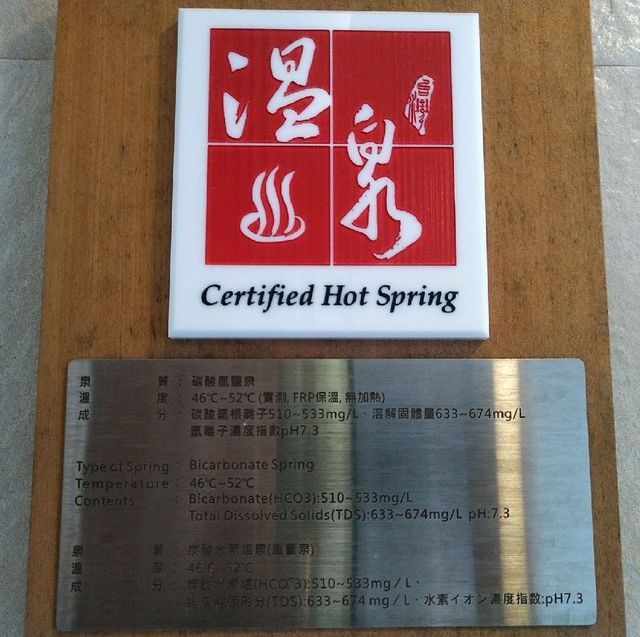 溫泉
台灣
Certified Hot Spring
泉　　質：碳酸氫鹽泉
溫　　度：46℃~52℃(實測, FRP保溫, 無加熱)
成　　分：碳酸氫根離子510~533mg/L、溶解固體量633~674mg/L
氫離子濃度指數pH7.3
Type of Spring : Bicarbonate Spring
Temperature : 46℃~52℃
Contents : Bicarbonate(HCO3):510~533mg/L
Total Dissolved Solids(TDS):633~674mg/L pH:7.3
泉　　質：炭酸水素塩泉(重曹泉)
溫　　度：46℃~52℃
成　　分：炭酸水素塩(HCO¯3):510~533mg／L、
溶解固形分(TDS):633~674 mg／L、水素イオン濃度指数:pH7.3